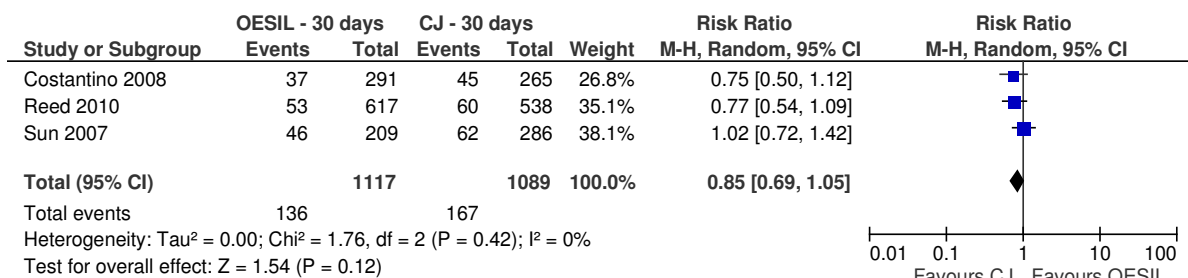 OESIL - 30 days CJ - 30 days Risk Ratio Risk Ratio
Study or Subgroup Events Total Events Total Weight M-H, Random, 95% CI M-H, Random, 95% CI
Costantino 2008 37 291 45 265 26.8% 0.75 [0.50, 1.12]
Reed 2010 53 617 60 538 35.1% 0.77 [0.54, 1.09]
Sun 2007 46 209 62 286 38.1% 1.02 [0.72, 1.42]
Total (95% CI) 1117 1089 100.0% 0.85 [0.69, 1.05]
Total events 136 167
Heterogeneity: Tau² = 0.00; Chi² = 1.76, df = 2 (P = 0.42); I² = 0%
Test for overall effect: Z = 1.54 (P = 0.12)
0.01 0.1 1 10 100
Favours CJ Favours OESIL